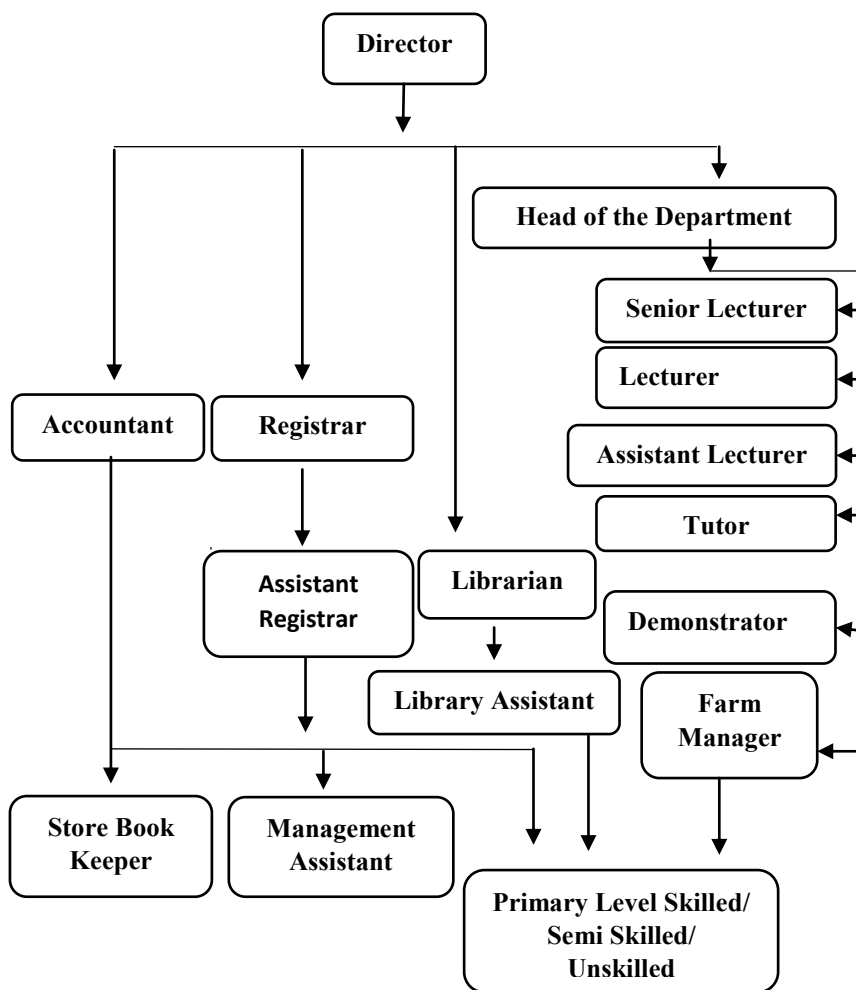 Director
Head of the Department
Senior Lecturer
Lecturer
Accountant
Registrar
Assistant Lecturer
Tutor
Assistant
Registrar
Librarian
Demonstrator
Library Assistant
Farm
Manager
Store Book
Keeper
Management
Assistant
Primary Level Skilled/
Semi Skilled/
Unskilled